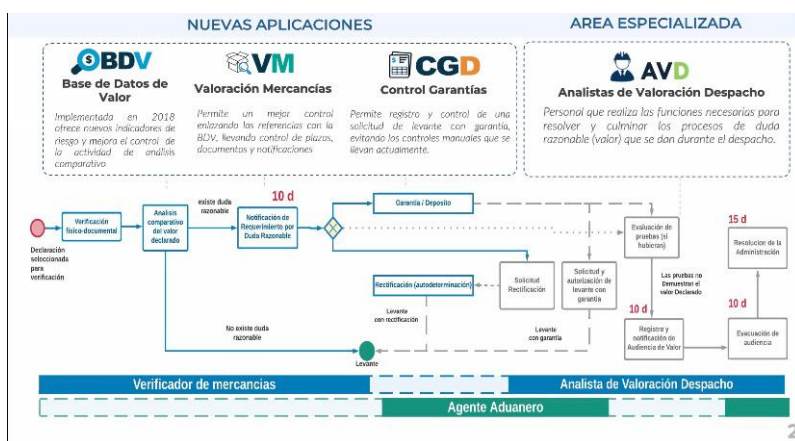 NUEVAS APLICACIONES
AREA ESPECIALIZADA
BDV
Base de Datos de
Valor
Implementada en 2018
ofrece nuevos indicadores de
riesgo y mejora el control de
la actividad de análisis
comparativo
VM
Valoración Mercancías
Permite un mejor control
enlazando las referencias con la
BDV, llevando control de plazos,
documentos y notificaciones
CGD
Control Garantías
Permite registro y control de una
solicitud de levante con garantía,
evitando los controles manuales que se
llevan actualmente.
AVD
Analistas de Valoración Despacho
Personal que realiza las funciones necesarias para
resolver y culminar los procesos de duda
razonable (valor) que se dan durante el despacho.
Declaración
seleccionada
para
verificación
Verificación
físico-documental
Analisis
comparativo
del valor
declarado
existe duda
razonable
No existe duda
razonable
10 d
Notificación de
Requerimiento por
Duda Razonable
Garantía / Deposito
Rectificación (autodeterminación)
Solicitud
Rectificación
Solicitud y
autorización de
levante con
garantía
Levante
con rectificación
Levante
con garantía
Levante
Evaluación de
pruebas (si
hubieran)
Las pruebas no
Demuestran el
valor Declarado
10 d
Registro y
notificación de
Audiencia de Valor
10 d
Evacuación de
audiencia
15 d
Resolucion de la
Administración
Verificador de mercancias
Analista de Valoración Despacho
Agente Aduanero
2